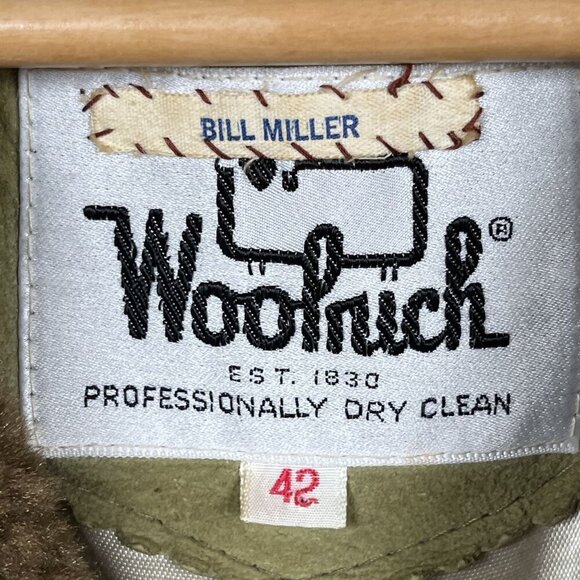 BILL MILLER
Woolrich®
EST. 1830
PROFESSIONALLY DRY CLEAN
42